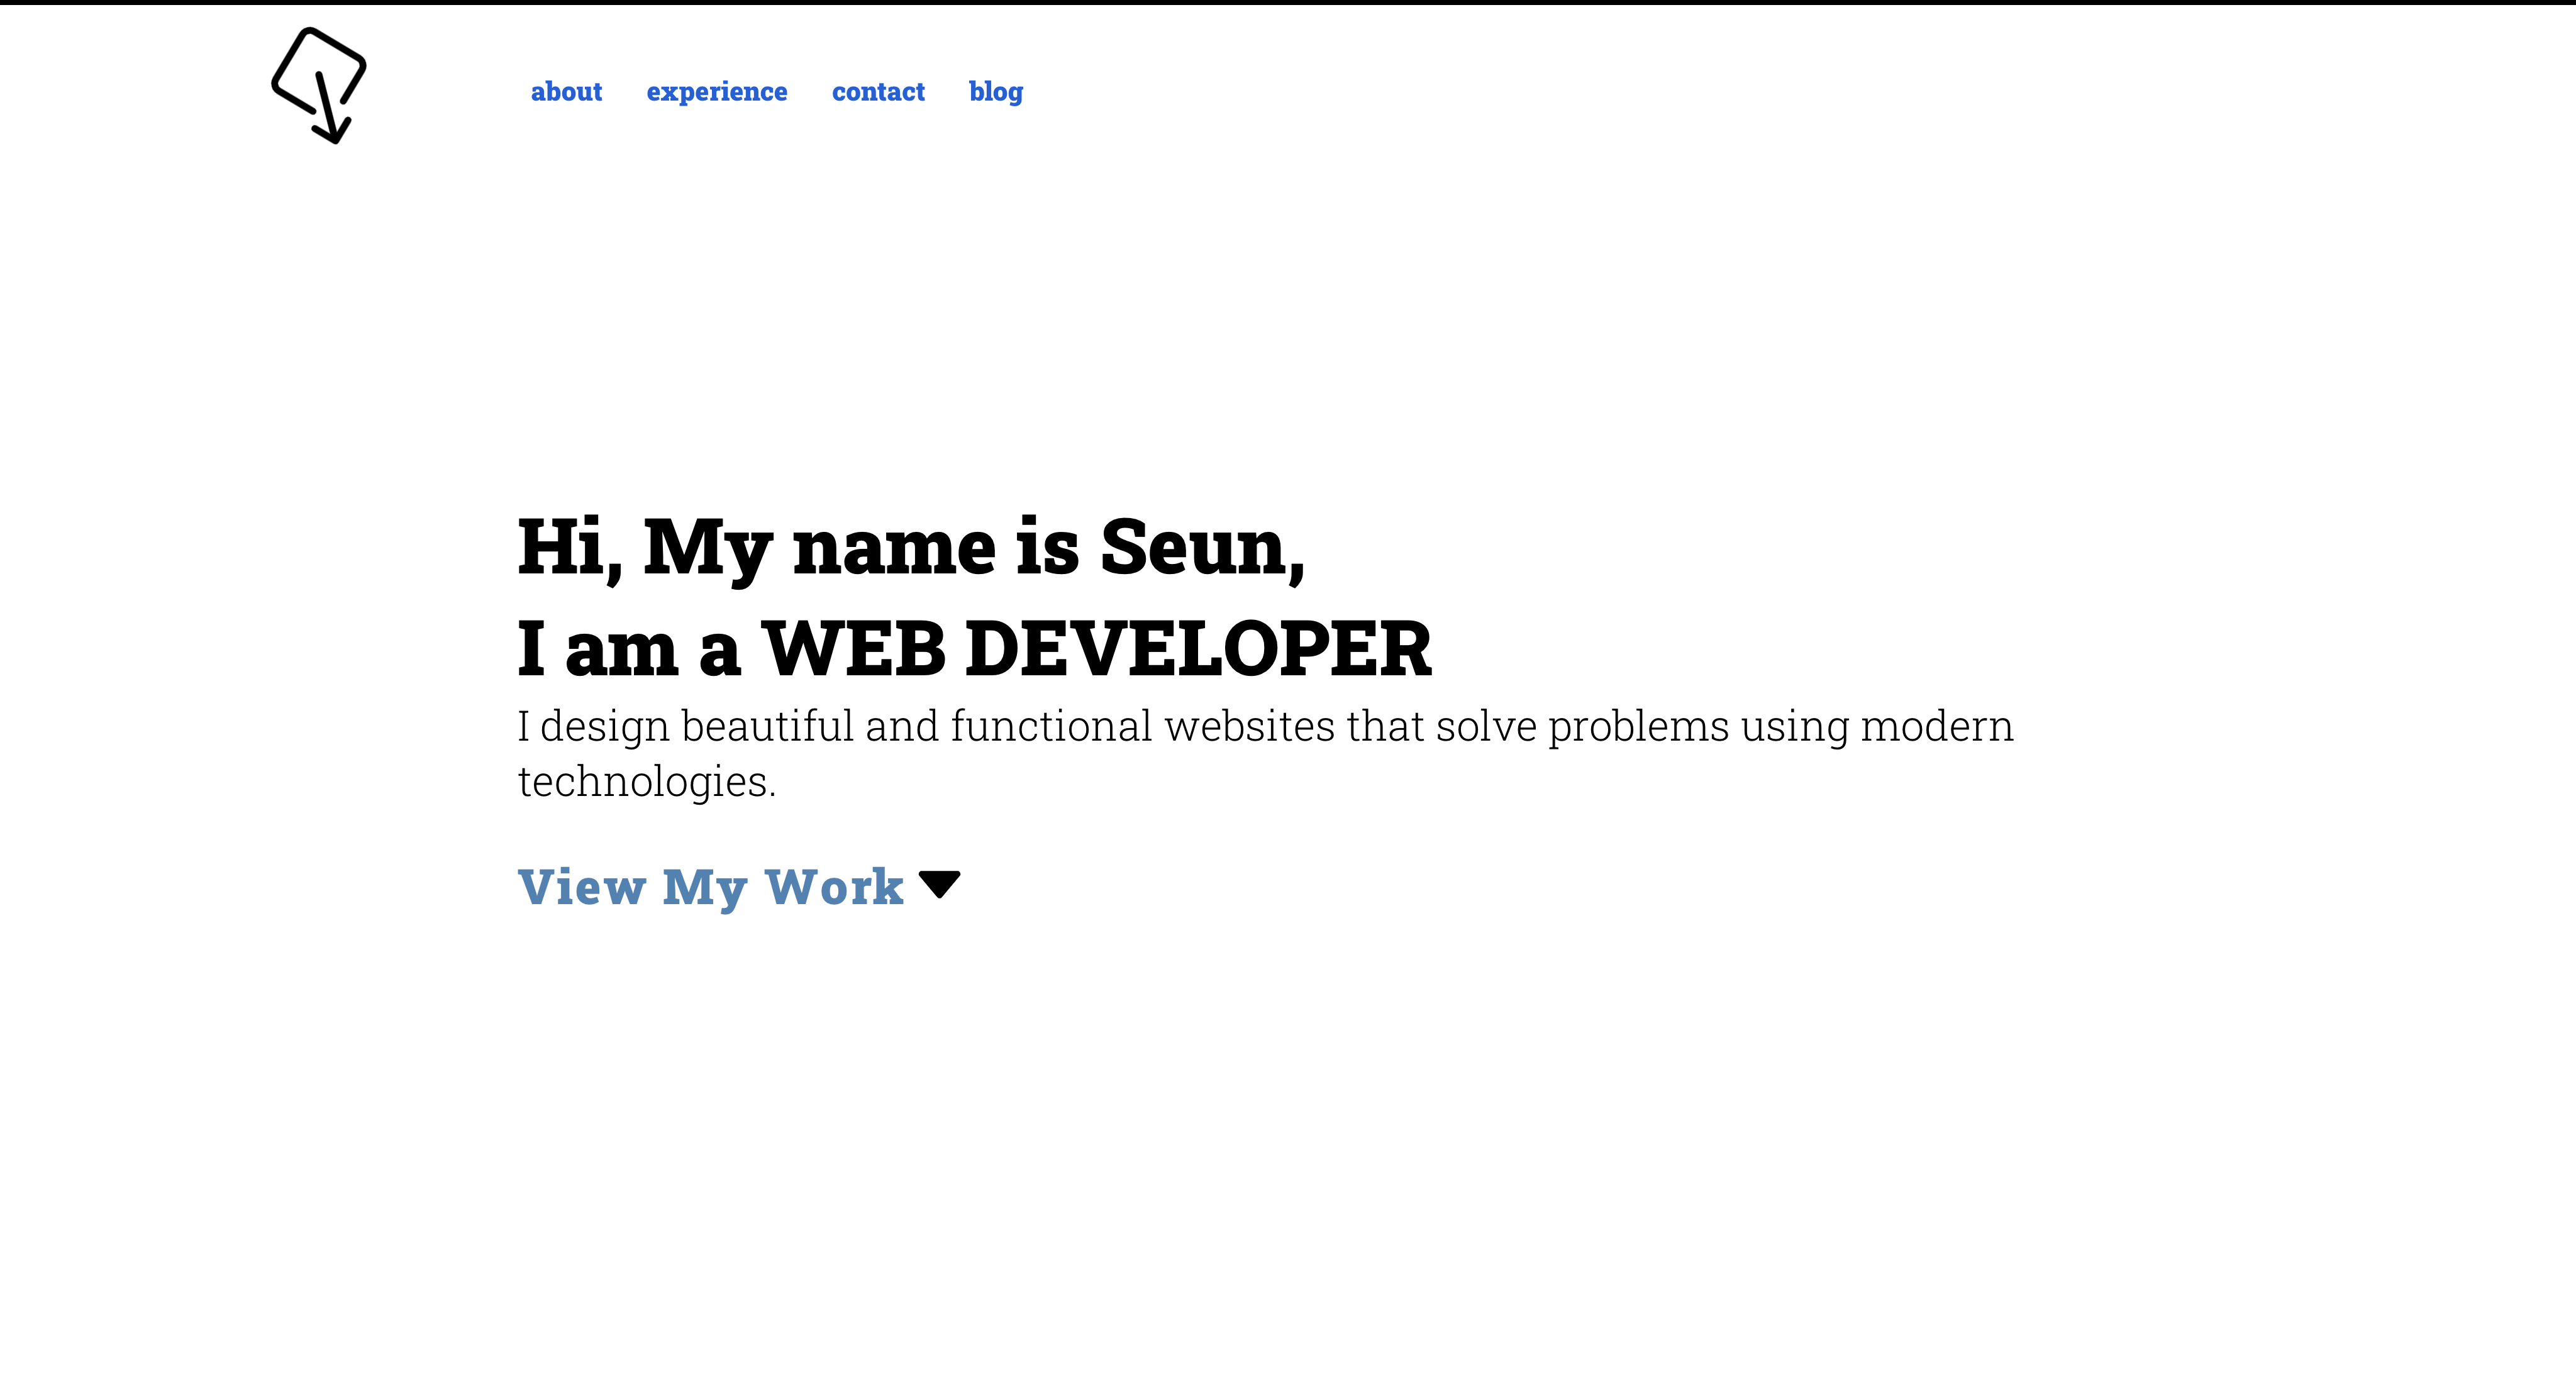 about experience contact blog
Hi, My name is Seun,
I am a WEB DEVELOPER
I design beautiful and functional websites that solve problems using modern
technologies.
View My Work